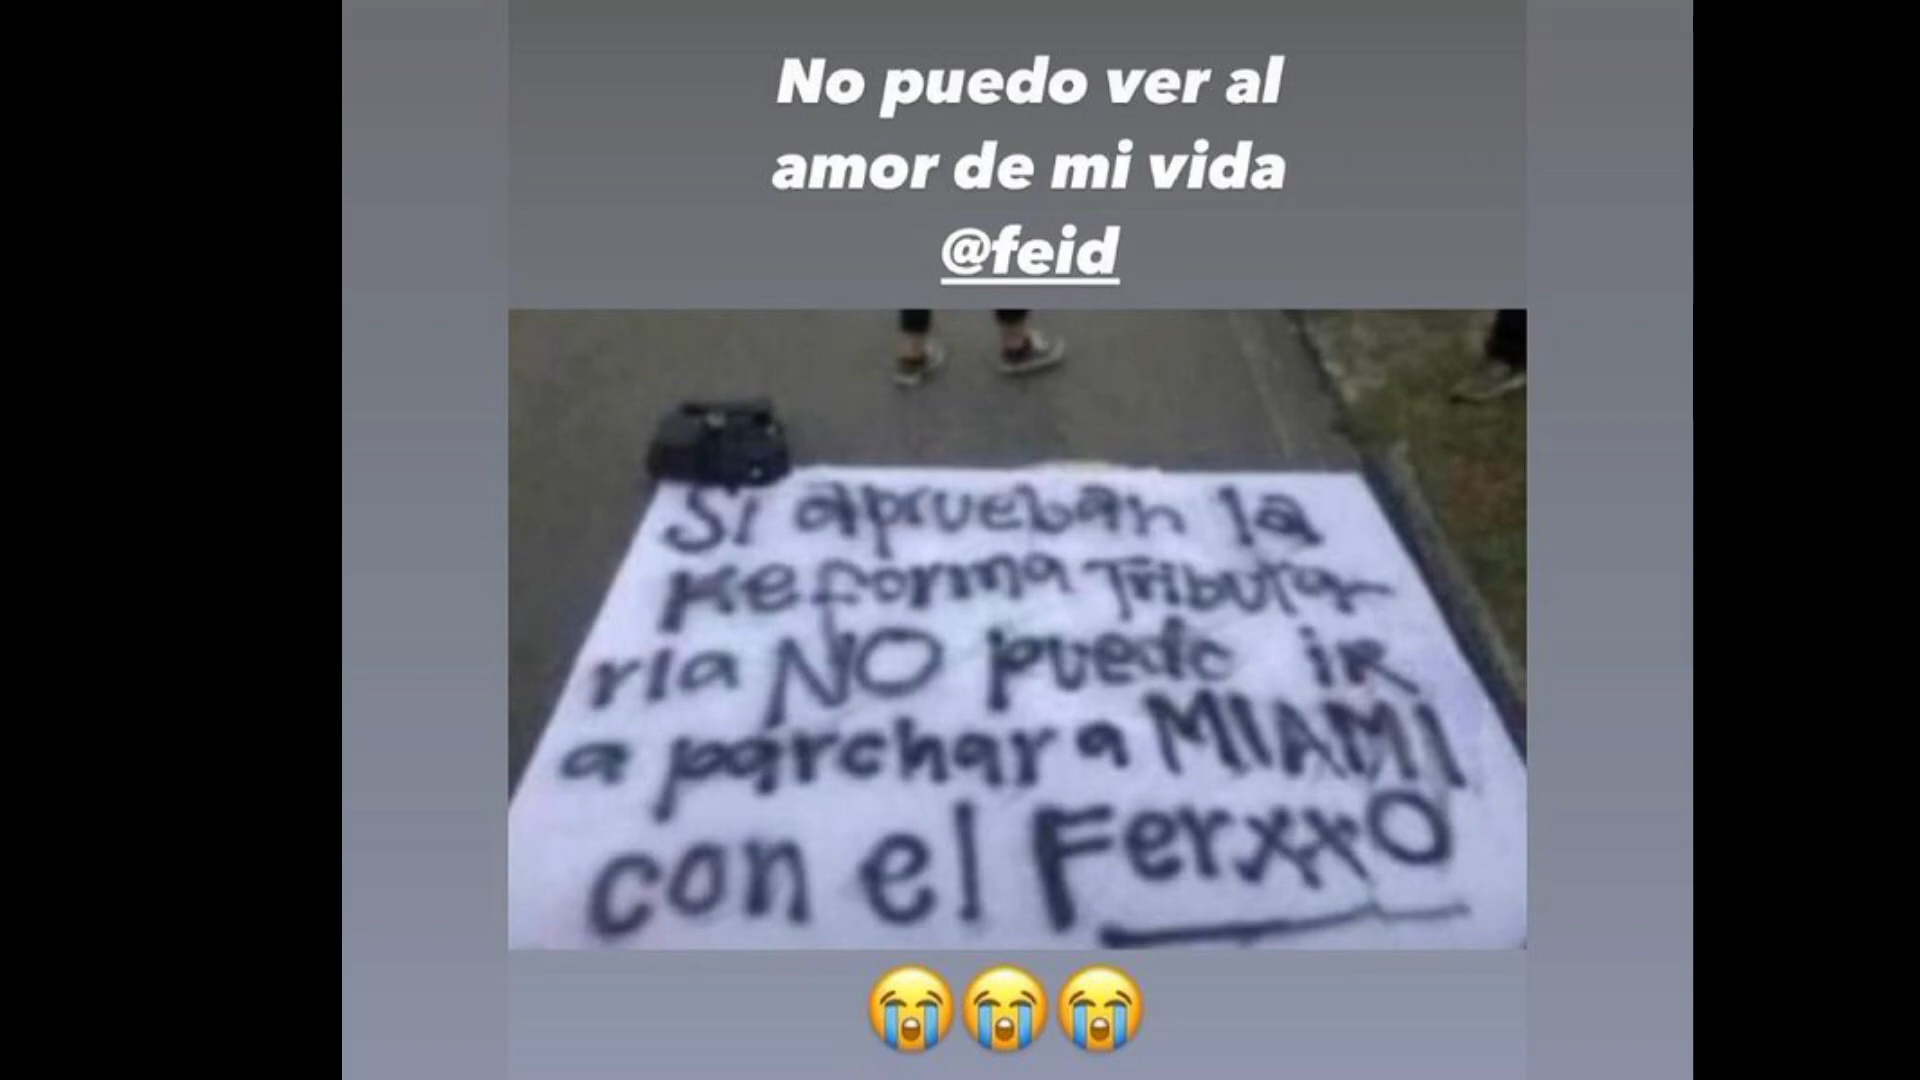 No puedo ver al
amor de mi vida
@feid
Si aprueban la
Reforma Tributa-
ria NO puedo ir
a parchar a MIAMI
con el FerxxO